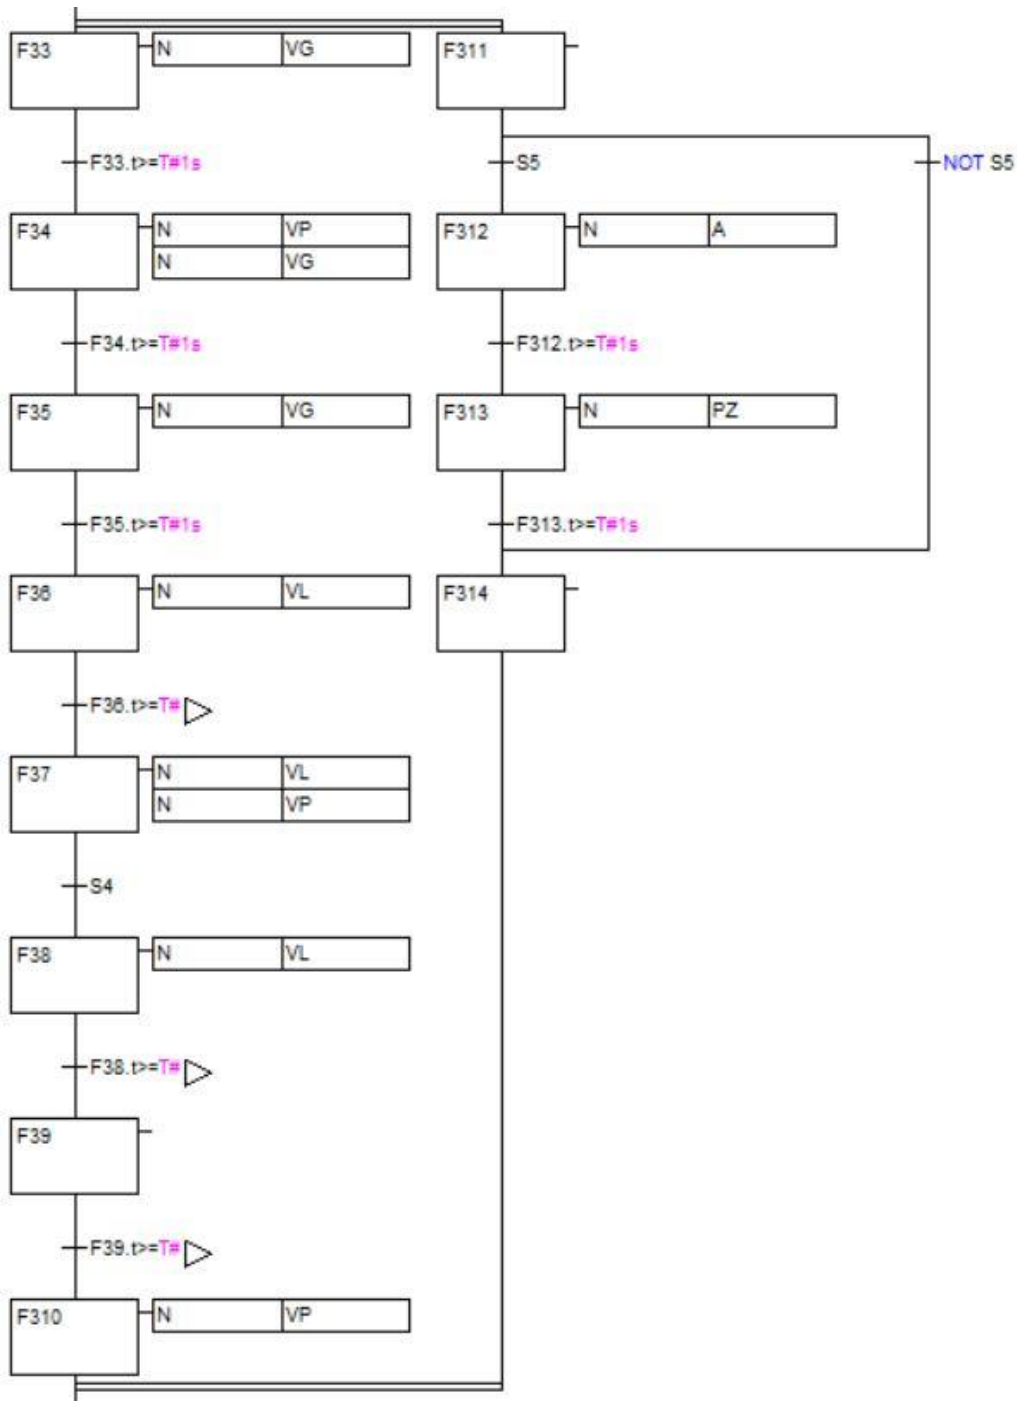 F33 N VG F311
F33.t>=T#1s S5 NOT S5
F34 N VP F312 N A
N VG
F34.t>=T#1s F312.t>=T#1s
F35 N VG F313 N PZ
F35.t>=T#1s F313.t>=T#1s
F36 N VL F314
F36.t>=T#
F37 N VL
N VP
S4
F38 N VL
F38.t>=T#
F39
F39.t>=T#
F310 N VP